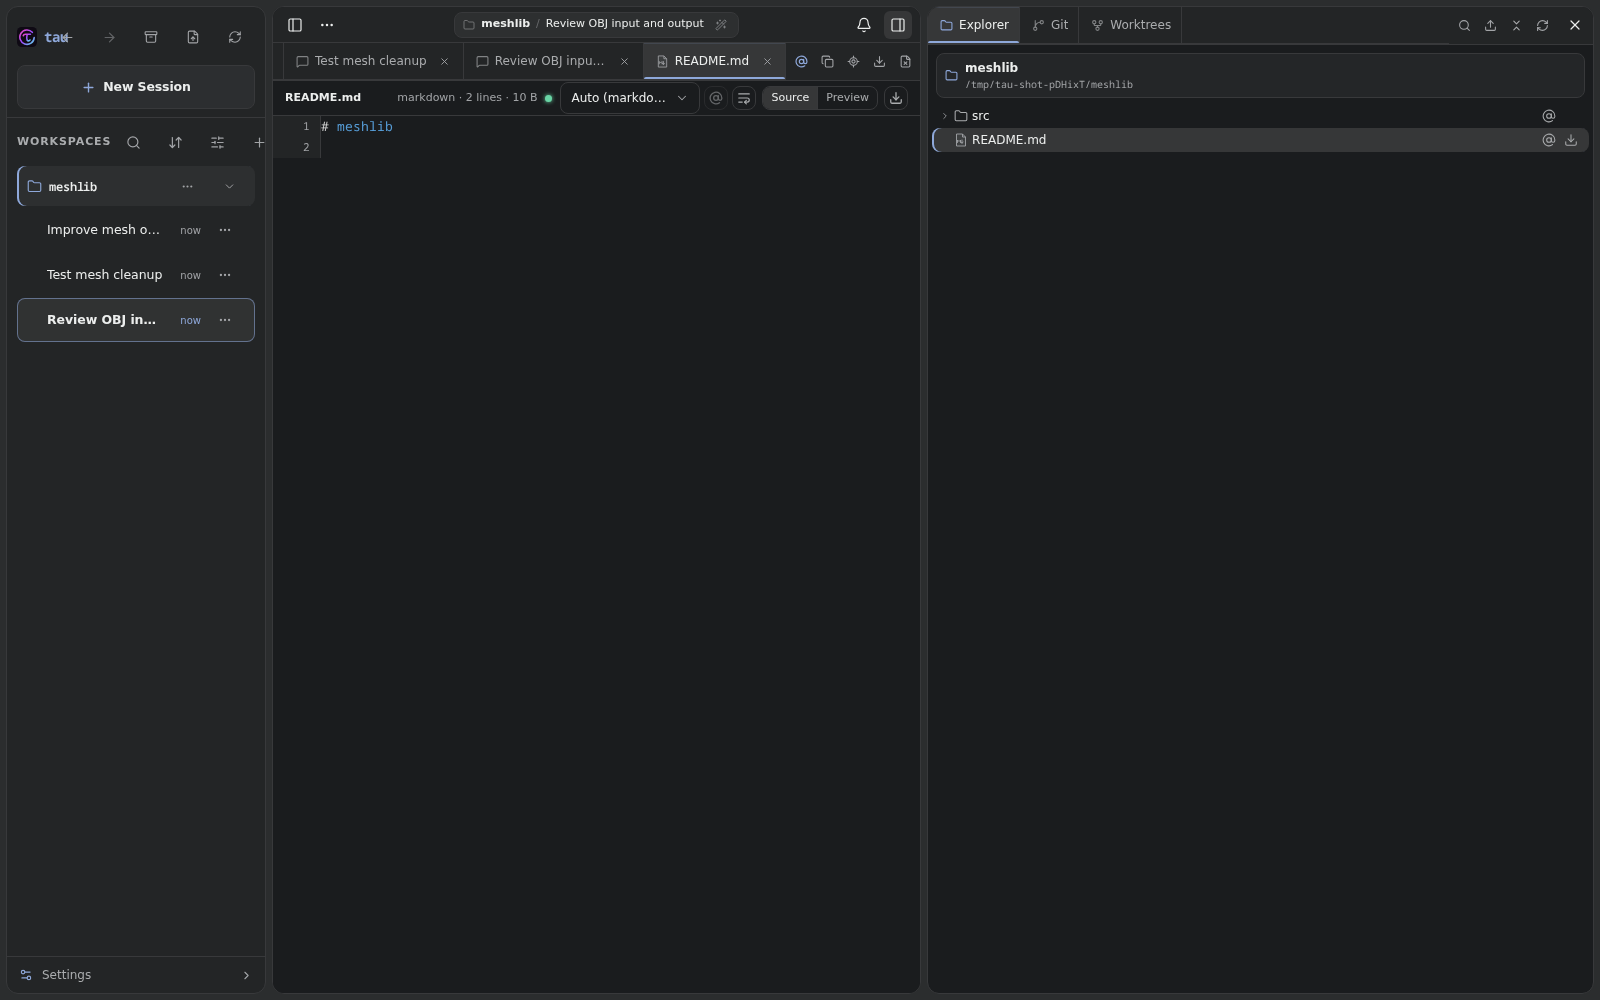 tau
New Session
WORKSPACES
meshlib
Improve mesh o... now
Test mesh cleanup now
Review OBJ in... now
Settings
meshlib / Review OBJ input and output
Test mesh cleanup
Review OBJ inpu...
README.md
README.md
markdown · 2 lines · 10 B
Auto (markdo...
Source
Preview
1 # meshlib
2
Explorer
Git
Worktrees
meshlib
/tmp/tau-shot-pDHixT/meshlib
src
README.md